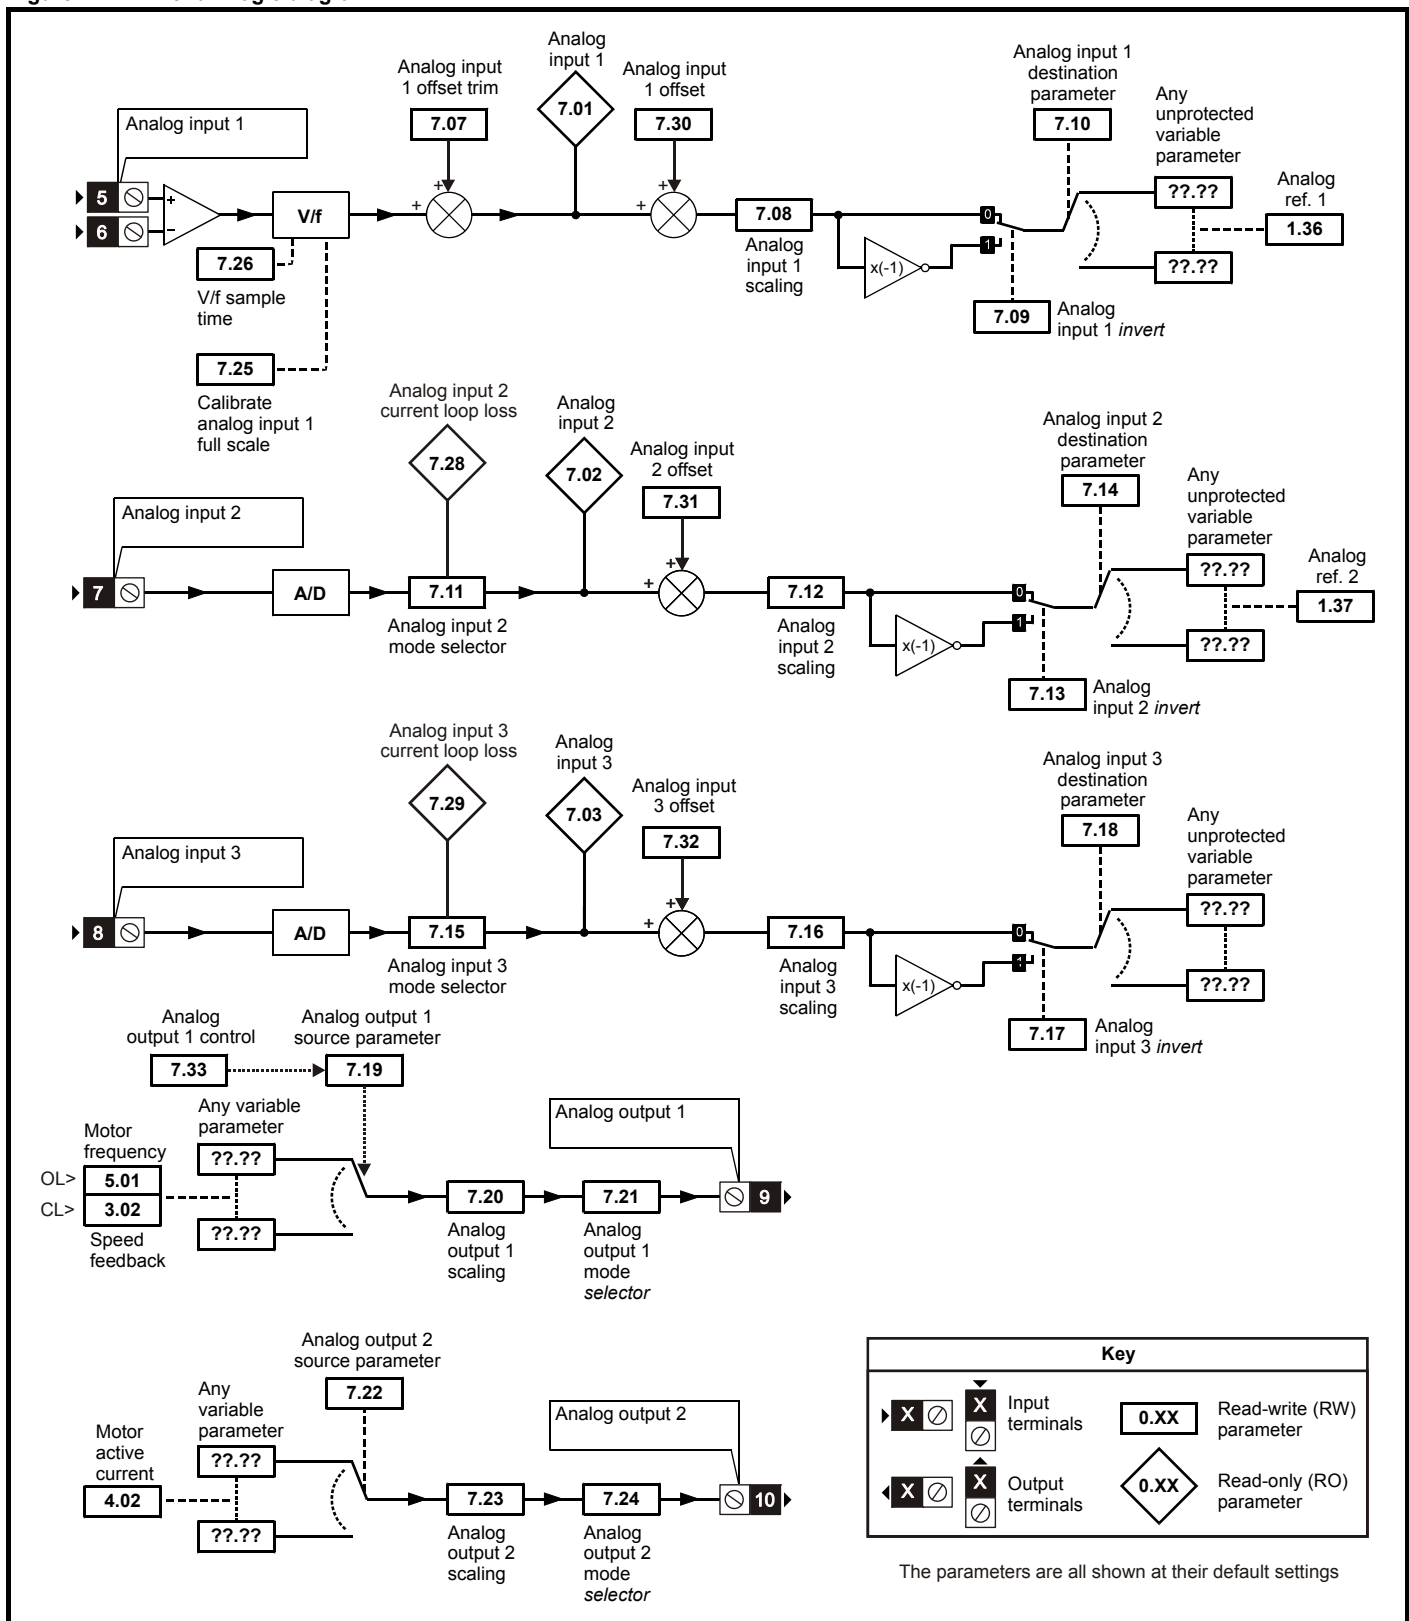 Analog
input 1
Analog input
1 offset trim
Analog input
1 offset
Analog input 1
destination
parameter
Any
unprotected
variable
parameter
Analog input 1
7.07
7.01
7.30
7.10
5
+
6
−
V/f
+
+
7.08
0
1
??.??
??.??
Analog
ref. 1
1.36
7.26
V/f sample
time
Analog
input 1
scaling
x(-1)
7.09
Analog
input 1 invert
7.25
Calibrate
analog input 1
full scale
Analog input 2
current loop loss
Analog
input 2
Analog input
2 offset
Analog input 2
destination
parameter
Any
unprotected
variable
parameter
7.28
7.02
7.31
7.14
Analog input 2
7
A/D
7.11
+
+
7.12
0
1
??.??
??.??
Analog
ref. 2
1.37
Analog input 2
mode selector
Analog
input 2
scaling
x(-1)
7.13
Analog
input 2 invert
Analog input 3
current loop loss
Analog
input 3
Analog input
3 offset
Analog input 3
destination
parameter
Any
unprotected
variable
parameter
7.29
7.03
7.32
7.18
Analog input 3
8
A/D
7.15
+
+
7.16
0
1
??.??
??.??
Analog input 3
mode selector
Analog
input 3
scaling
x(-1)
7.17
Analog
input 3 invert
Analog
output 1 control
Analog output 1
source parameter
7.33
7.19
Any variable
parameter
Motor
frequency
??.??
OL>
5.01
CL>
3.02
??.??
Speed
feedback
7.20
Analog
output 1
scaling
7.21
Analog
output 1
mode
selector
Analog output 1
9
Analog output 2
source parameter
7.22
Any
variable
parameter
Motor
active
current
??.??
4.02
??.??
7.23
Analog
output 2
scaling
7.24
Analog
output 2
mode
selector
Analog output 2
10
Key
X
X
Input
terminals
0.XX
Read-write (RW)
parameter
X
X
Output
terminals
0.XX
Read-only (RO)
parameter
The parameters are all shown at their default settings